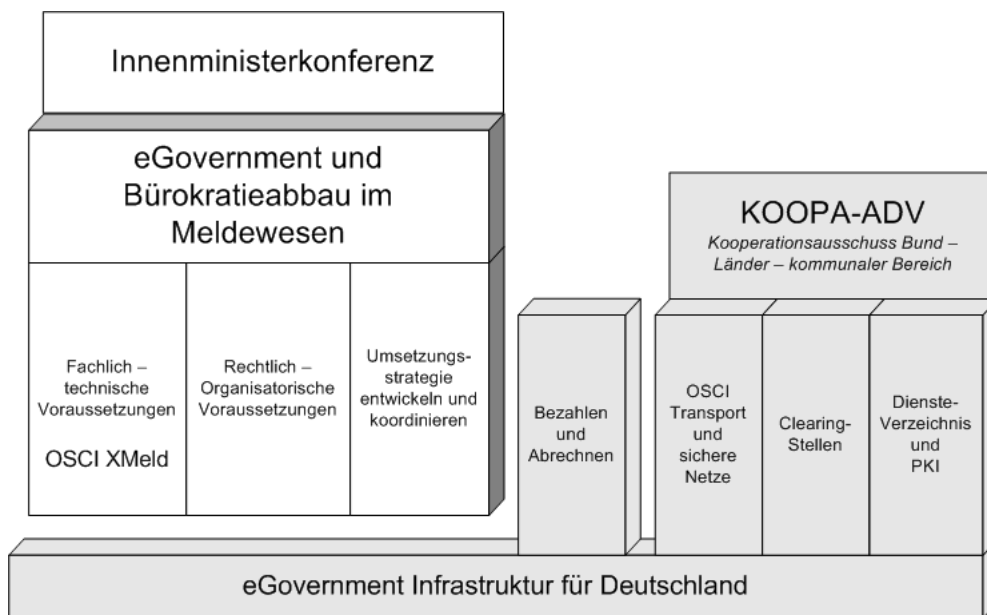 Innenministerkonferenz
eGovernment und
Bürokratieabbau im
Meldewesen
Fachlich –
technische
Voraussetzungen
OSCI XMeld
Rechtlich –
Organisatorische
Voraussetzungen
Umsetzungs-
strategie
entwickeln und
koordinieren
Bezahlen
und
Abrechnen
KOOPA-ADV
Kooperationsausschuss Bund –
Länder – kommunaler Bereich
OSCI
Transport
und
sichere
Netze
Clearing-
Stellen
Dienste-
Verzeichnis
und
PKI
eGovernment Infrastruktur für Deutschland